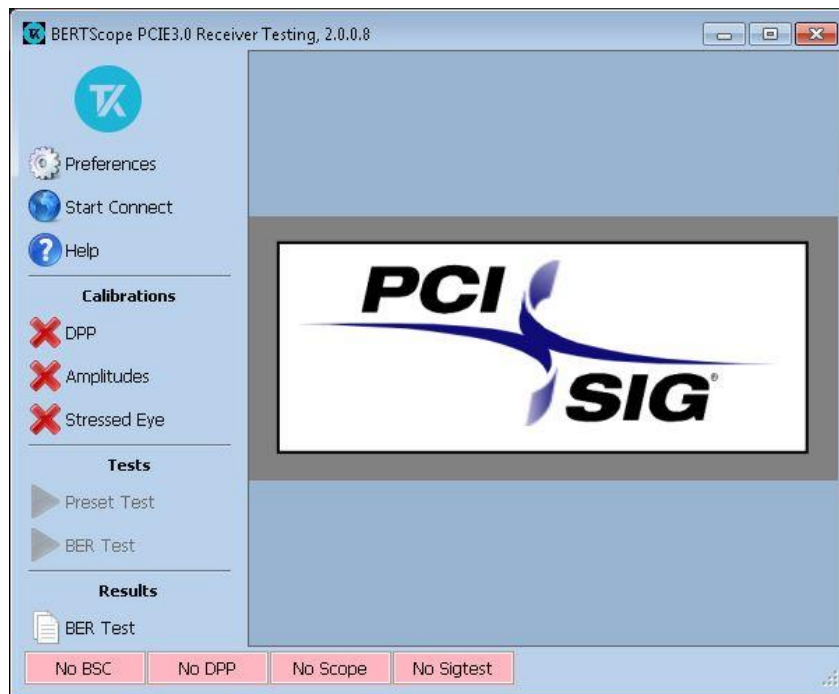 BERTScope PCIE3.0 Receiver Testing, 2.0.0.8
TK
Preferences
Start Connect
Help
Calibrations
DPP
Amplitudes
Stressed Eye
Tests
Preset Test
BER Test
Results
BER Test
PCI
SIG®
No BSC
No DPP
No Scope
No Sigtest